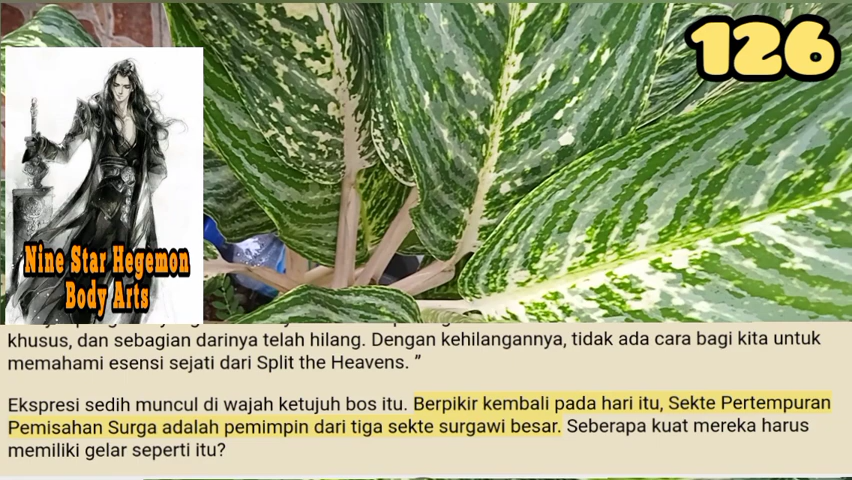 126
Nine Star Hegemon
Body Arts
khusus, dan sebagian darinya telah hilang. Dengan kehilangannya, tidak ada cara bagi kita untuk
memahami esensi sejati dari Split the Heavens. ”
Ekspresi sedih muncul di wajah ketujuh bos itu. Berpikir kembali pada hari itu, Sekte Pertempuran
Pemisahan Surga adalah pemimpin dari tiga sekte surgawi besar. Seberapa kuat mereka harus
memiliki gelar seperti itu?